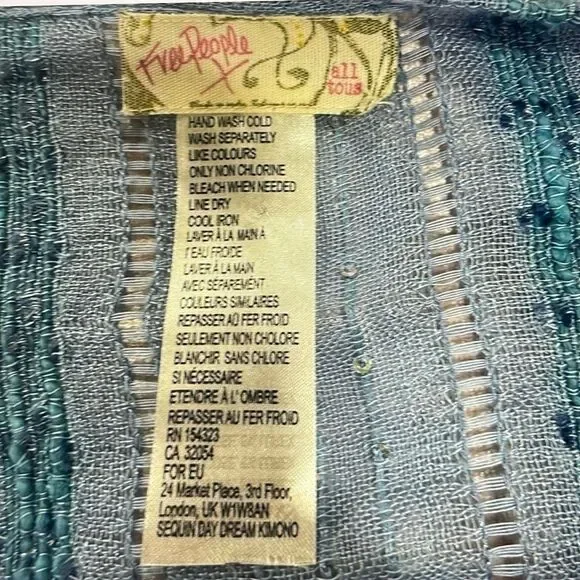 Free People
X
all
tous
HAND WASH COLD
WASH SEPARATELY
LIKE COLOURS
ONLY NON CHLORINE
BLEACH WHEN NEEDED
LINE DRY
COOL IRON
LAVER À LA MAIN À
l'EAU FROIDE
LAVER À LA MAIN
AVEC SÉPAREMENT
COULEURS SIMILAIRES
REPASSER AÛ FER FROID
SEULEMENT NON CHOLORE
BLANCHIR SANS CHLORE
SI NÉCESSAIRE
ETENDRE À L'OMBRE
REPASSER AU FER FROID
RN 154323
CA 32054
FOR EU
24 Market Place, 3rd Floor,
London, UK W1W8AN
SEQUIN DAY DREAM KIMONO